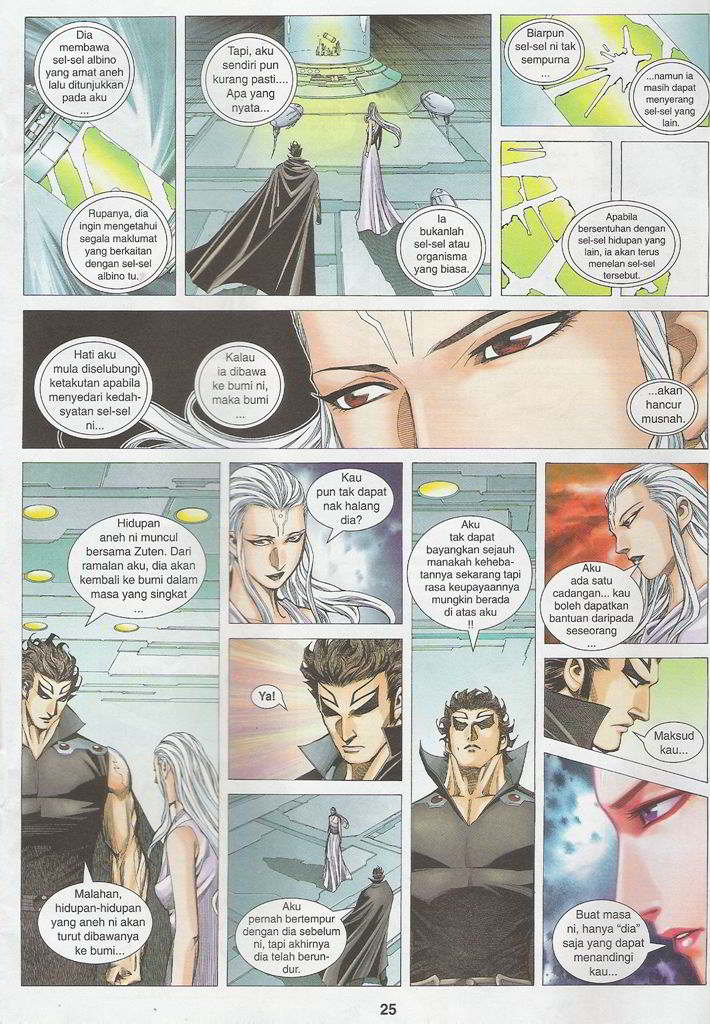 Dia
membawa
sel-sel albino
yang amat aneh
lalu ditunjukkan
pada aku
...
Rupanya, dia
ingin mengetahui
segala maklumat
yang berkaitan
dengan sel-sel
albino tu.
Tapi, aku
sendiri pun
kurang pasti....
Apa yang
nyata...
Ia
bukanlah
sel-sel atau
organisma
yang biasa.
Biarpun
sel-sel ni tak
sempurna
...
...namun ia
masih dapat
menyerang
sel-sel yang
lain.
Apabila
bersentuhan dengan
sel-sel hidupan yang
lain, ia akan terus
menelan sel-sel
tersebut.
Hati aku
mula diselubungi
ketakutan apabila
menyedari kedah-
syatan sel-sel
ni...
Kalau
ia dibawa
ke bumi ni,
maka bumi
...
...akan
hancur
musnah.
Hidupan
aneh ni muncul
bersama Zuten. Dari
ramalan aku, dia akan
kembali ke bumi dalam
masa yang singkat
...
Malahan,
hidupan-hidupan
yang aneh ni akan
turut dibawanya
ke bumi...
Kau
pun tak dapat
nak halang
dia?
Ya!
Aku
pernah bertempur
dengan dia sebelum
ni, tapi akhirnya
dia telah berun-
dur.
Aku
tak dapat
bayangkan sejauh
manakah keheba-
tannya sekarang tapi
rasa keupayaannya
mungkin berada
di atas aku
!!
Aku
ada satu
cadangan... kau
boleh dapatkan
bantuan daripada
seseorang
...
Maksud
kau...
Buat masa
ni, hanya "dia"
saja yang dapat
menandingi
kau...
25